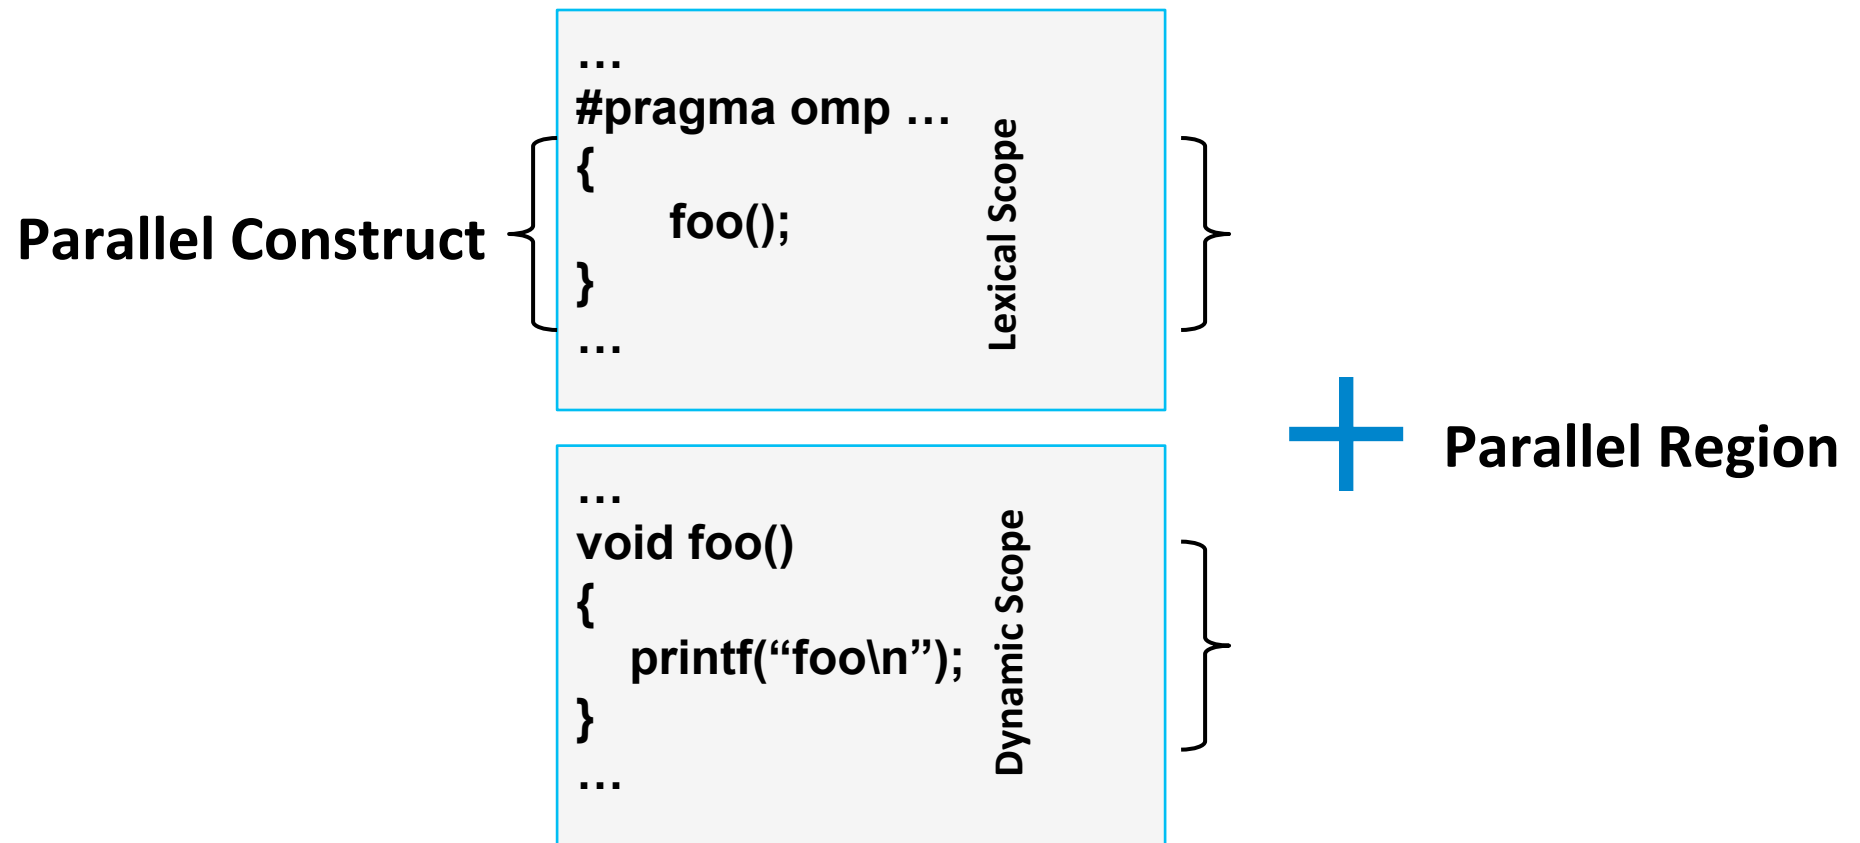 Parallel Construct
…
#pragma omp …
{
foo();
}
…
Lexical Scope
Parallel Region
…
void foo()
{
printf(“foo\n”);
}
…
Dynamic Scope